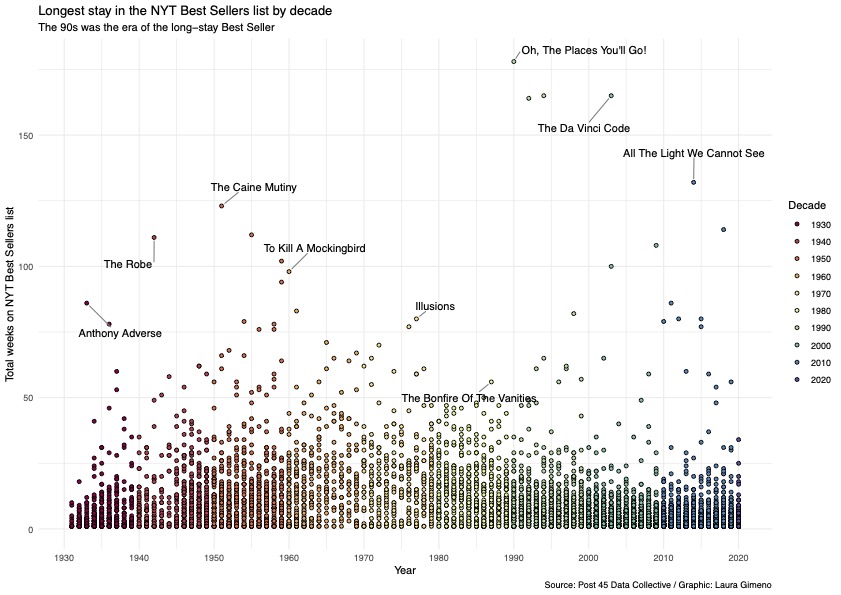 Longest stay in the NYT Best Sellers list by decade
The 90s was the era of the long−stay Best Seller
Oh, The Places You'll Go!
The Da Vinci Code
All The Light We Cannot See
The Caine Mutiny
To Kill A Mockingbird
The Robe
Illusions
Anthony Adverse
The Bonfire Of The Vanities
Total weeks on NYT Best Sellers list
150
100
50
0
1930
1940
1950
1960
1970
1980
1990
2000
2010
2020
Year
Decade
1930
1940
1950
1960
1970
1980
1990
2000
2010
2020
Source: Post 45 Data Collective / Graphic: Laura Gimeno